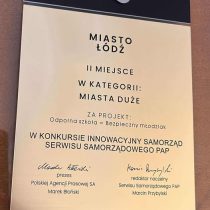 MIASTO
ŁÓDŹ
II MIEJSCE
W KATEGORII:
MIASTA DUŻE
ZA PROJEKT:
Odporna szkoła – Bezpieczny młodziak
W KONKURSIE INNOWACYJNY SAMORZĄD
SERWISU SAMORZĄDOWEGO PAP
prezes
Polskiej Agencji Prasowej SA
Marek Błoński
redaktor naczelny
Serwisu Samorządowego PAP
Marcin Przybylski